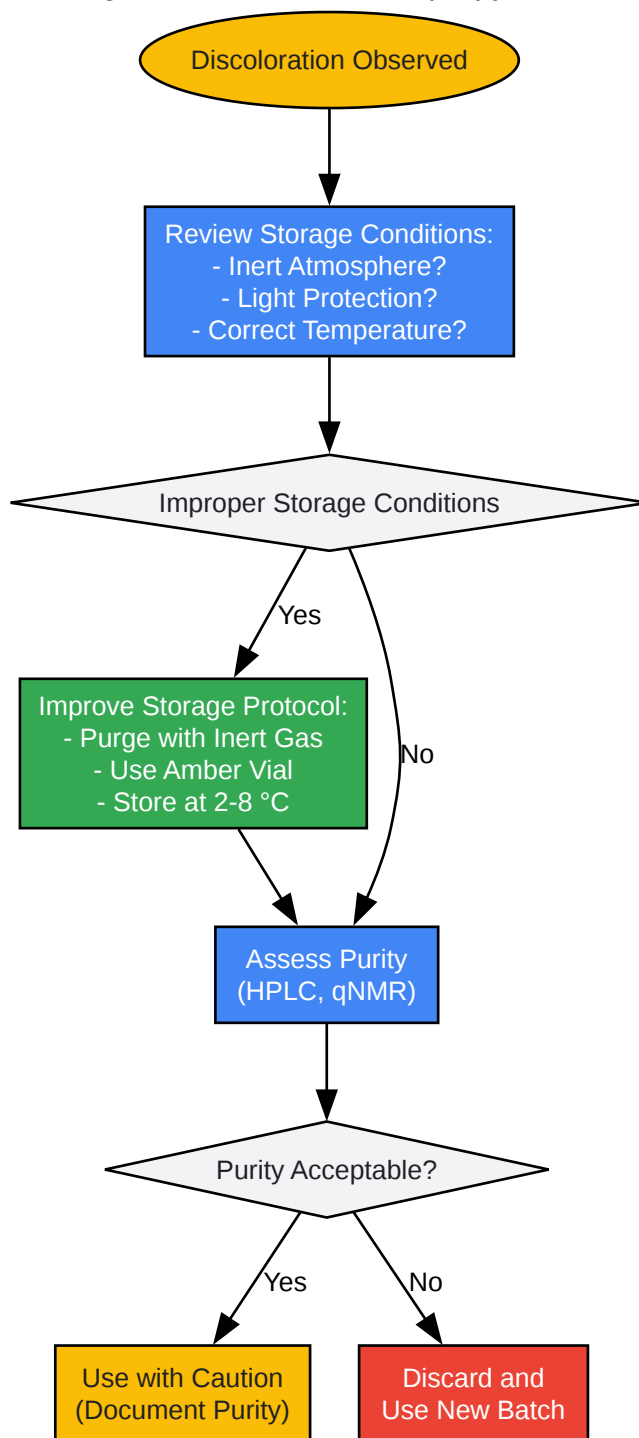 Discoloration Observed
Review Storage Conditions:
- Inert Atmosphere?
- Light Protection?
- Correct Temperature?
Improper Storage Conditions
Yes
No
Improve Storage Protocol:
- Purge with Inert Gas
- Use Amber Vial
- Store at 2-8 °C
Assess Purity
(HPLC, qNMR)
Purity Acceptable?
Yes
No
Use with Caution
(Document Purity)
Discard and
Use New Batch